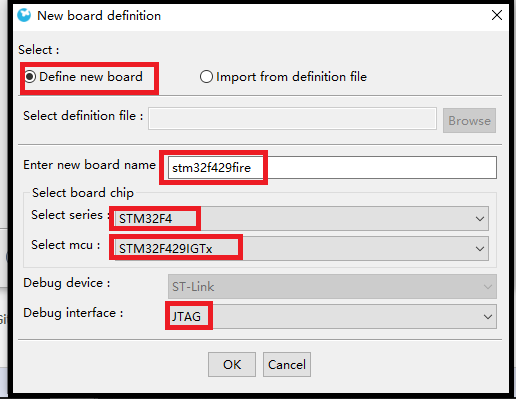 New board definition
Select :
Define new board Import from definition file
Select definition file : Browse
Enter new board name stm32f429fire
Select board chip
Select series : STM32F4
Select mcu : STM32F429IGTx
Debug device : ST-Link
Debug interface : JTAG
OK Cancel